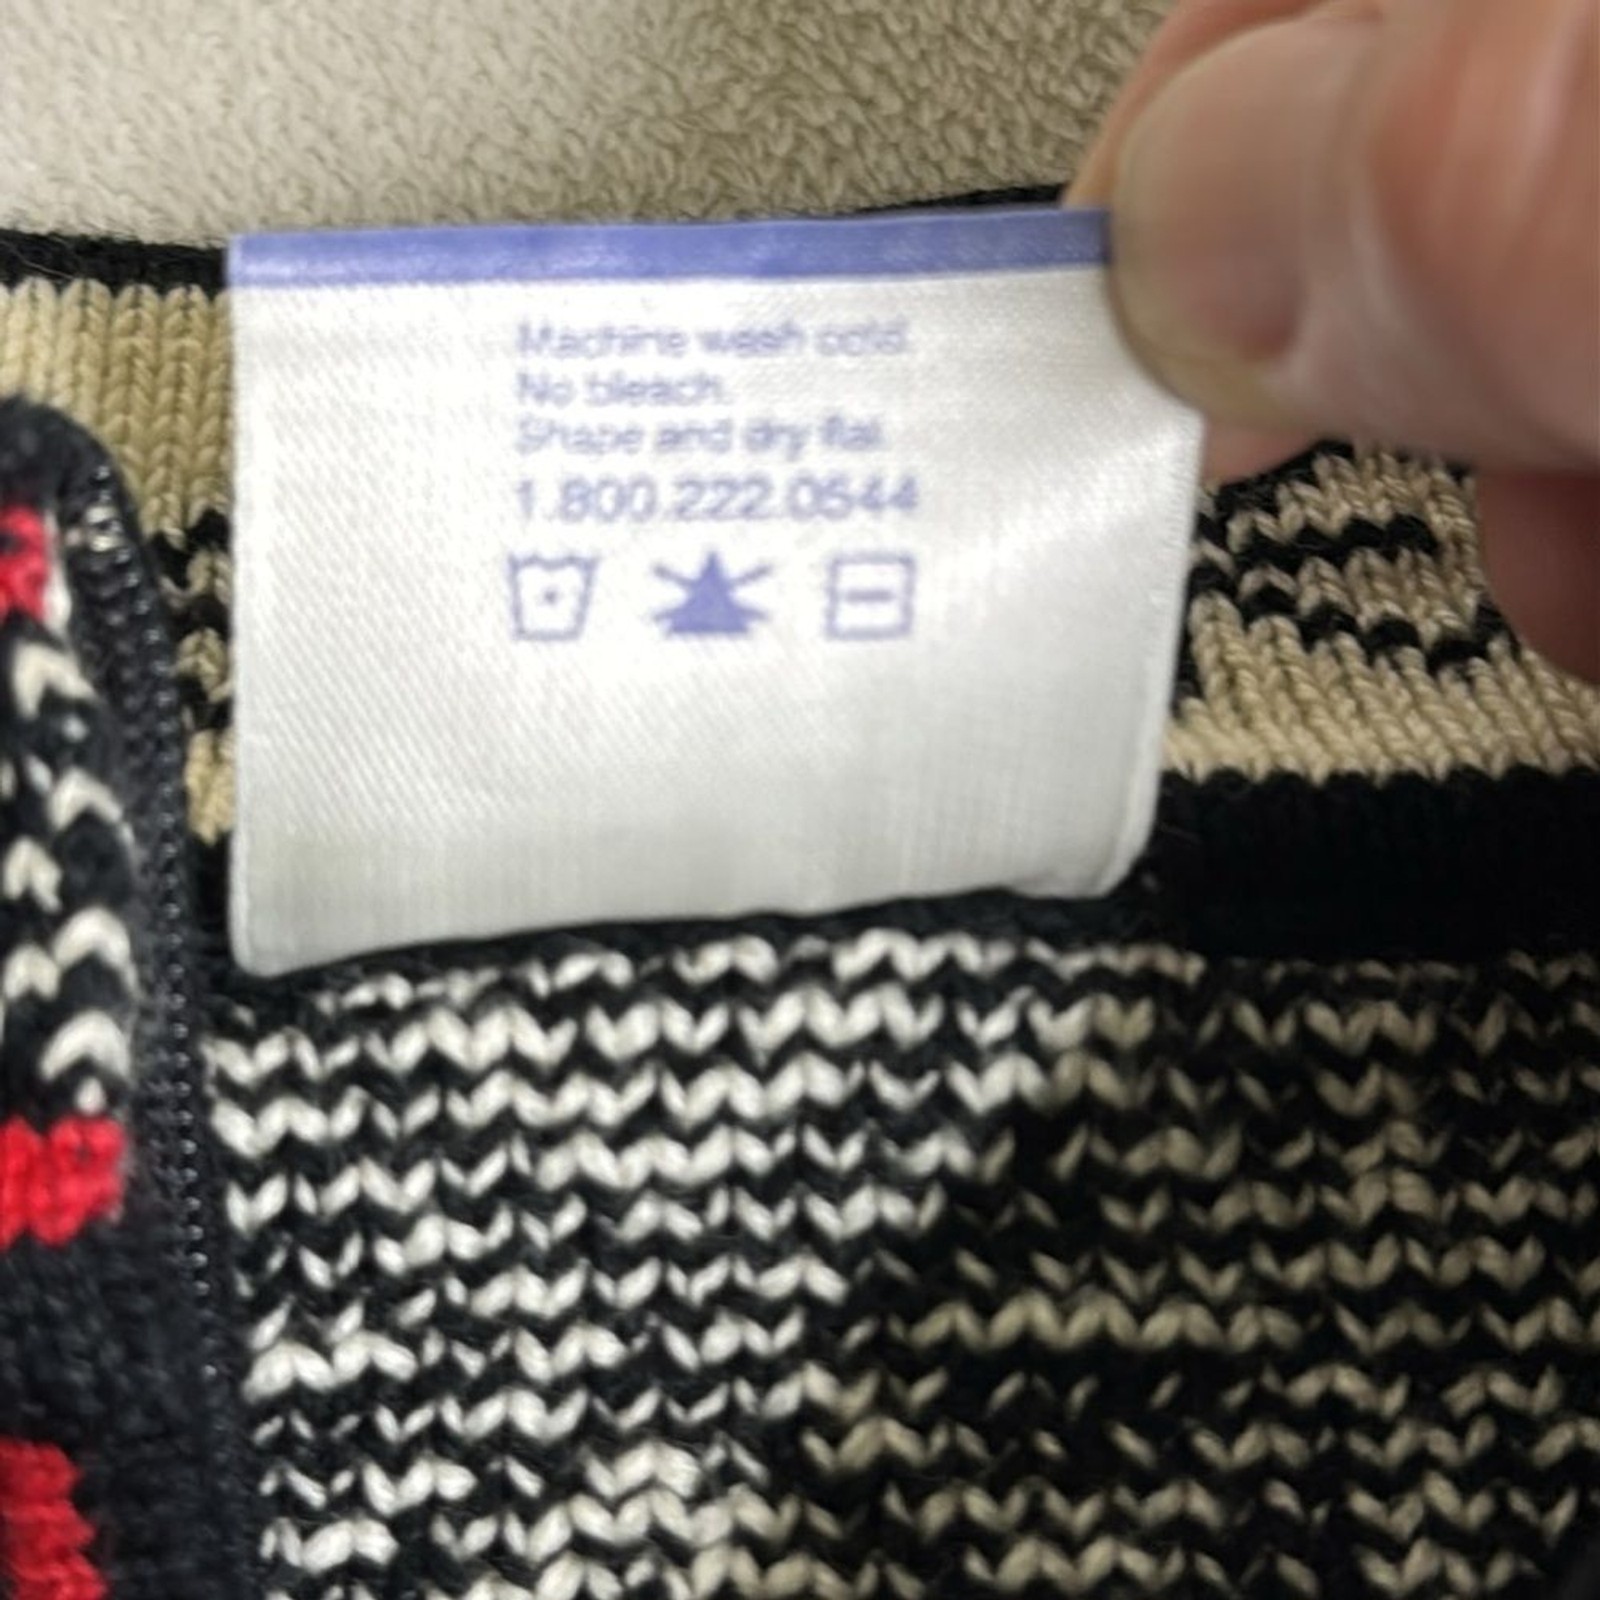 Machine wash cold.
No bleach.
Shape and dry flat.
1.800.222.0544